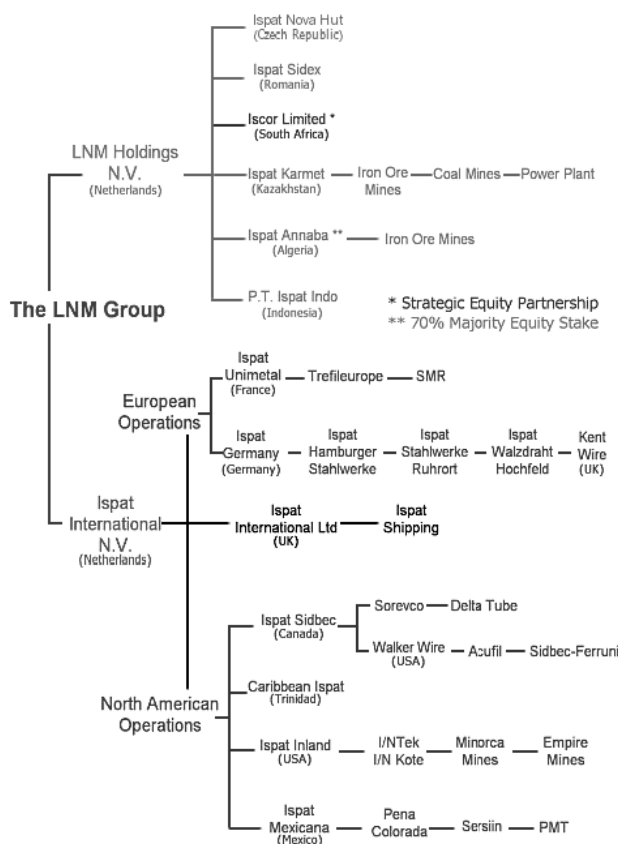 Ispat Nova Hut
(Czech Republic)
Ispat Sidex
(Romania)
Iscor Limited *
(South Africa)
LNM Holdings
N.V.
(Netherlands)
Ispat Karmet
(Kazakhstan)
Iron Ore
Mines
Coal Mines
Power Plant
Ispat Annaba **
(Algeria)
Iron Ore Mines
P.T. Ispat Indo
(Indonesia)
* Strategic Equity Partnership
** 70% Majority Equity Stake
The LNM Group
European
Operations
Ispat
Unimetal
(France)
Trefileurope
SMR
Ispat
Germany
(Germany)
Ispat
Hamburger
Stahlwerke
Ispat
Stahlwerke
Ruhrort
Ispat
Walzdraht
Hochfeld
Kent
Wire
(UK)
Ispat
International
N.V.
(Netherlands)
Ispat
International Ltd
(UK)
Ispat
Shipping
North American
Operations
Ispat Sidbec
(Canada)
Sorevco
Delta Tube
Walker Wire
(USA)
Acufil
Sidbec-Ferruni
Caribbean Ispat
(Trinidad)
Ispat Inland
(USA)
I/NTek
I/N Kote
Minorca
Mines
Empire
Mines
Ispat
Mexicana
(Mexico)
Pena
Colorada
Sersiin
PMT